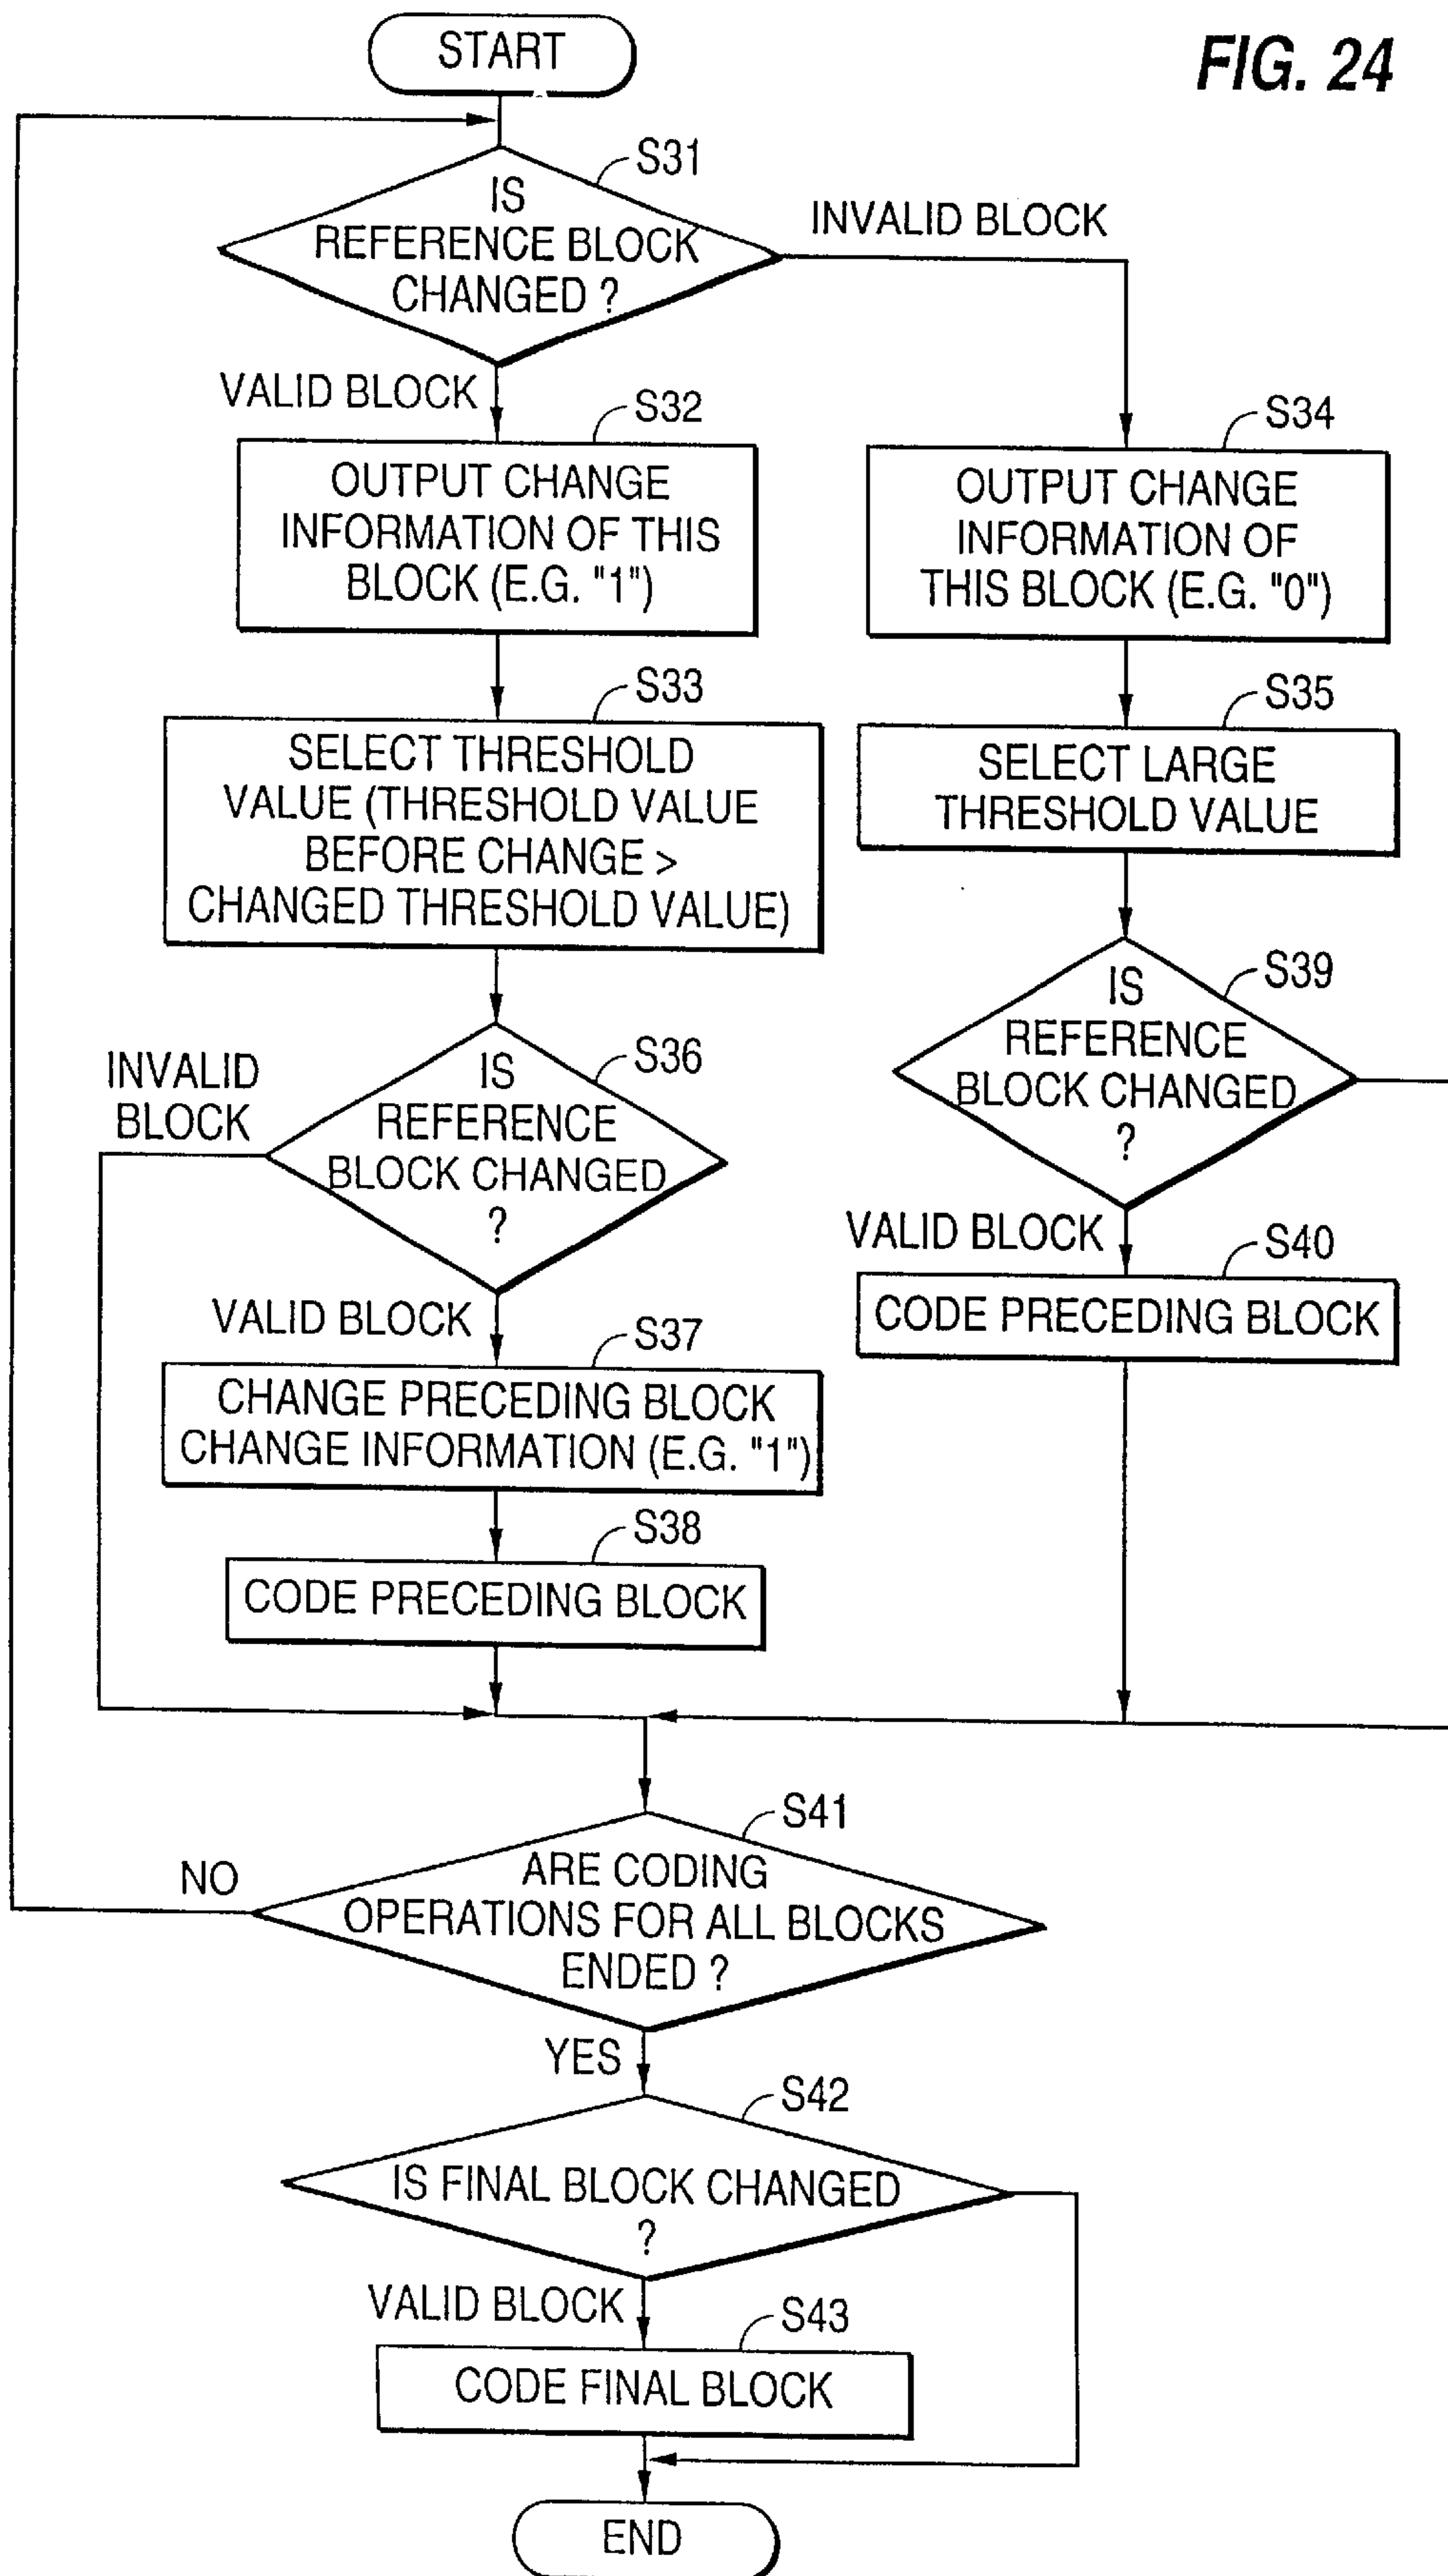 START
FIG. 24
S31
IS
REFERENCE BLOCK
CHANGED ?
INVALID BLOCK
VALID BLOCK
S32
OUTPUT CHANGE
INFORMATION OF THIS
BLOCK (E.G. "1")
S34
OUTPUT CHANGE
INFORMATION OF
THIS BLOCK (E.G. "0")
S33
SELECT THRESHOLD
VALUE (THRESHOLD VALUE
BEFORE CHANGE >
CHANGED THRESHOLD VALUE)
S35
SELECT LARGE
THRESHOLD VALUE
S36
IS
REFERENCE
BLOCK CHANGED
?
INVALID
BLOCK
S39
IS
REFERENCE
BLOCK CHANGED
?
VALID BLOCK
S37
CHANGE PRECEDING BLOCK
CHANGE INFORMATION (E.G. "1")
VALID BLOCK
S40
CODE PRECEDING BLOCK
S38
CODE PRECEDING BLOCK
S41
ARE CODING
OPERATIONS FOR ALL BLOCKS
ENDED ?
NO
YES
S42
IS FINAL BLOCK CHANGED
?
VALID BLOCK
S43
CODE FINAL BLOCK
END